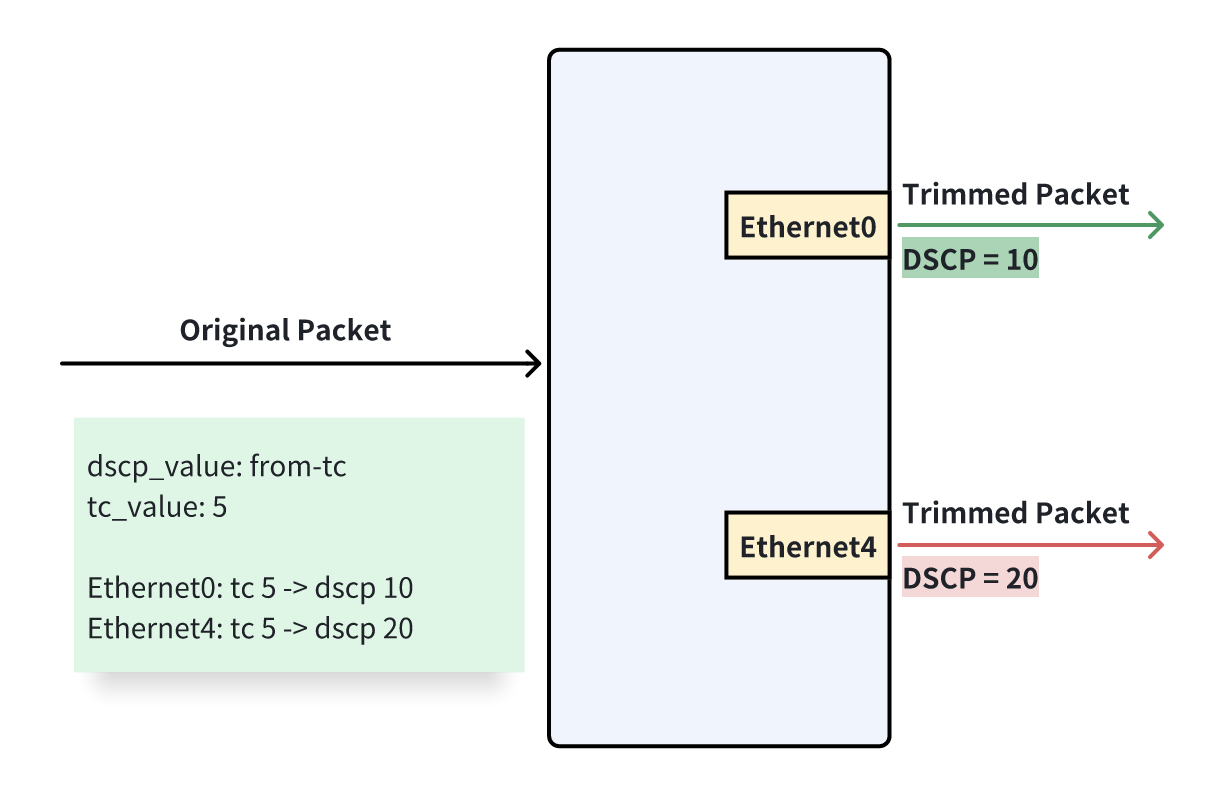 Original Packet
dscp_value: from-tc
tc_value: 5
Ethernet0: tc 5 -> dscp 10
Ethernet4: tc 5 -> dscp 20
Ethernet0
Trimmed Packet
DSCP = 10
Ethernet4
Trimmed Packet
DSCP = 20